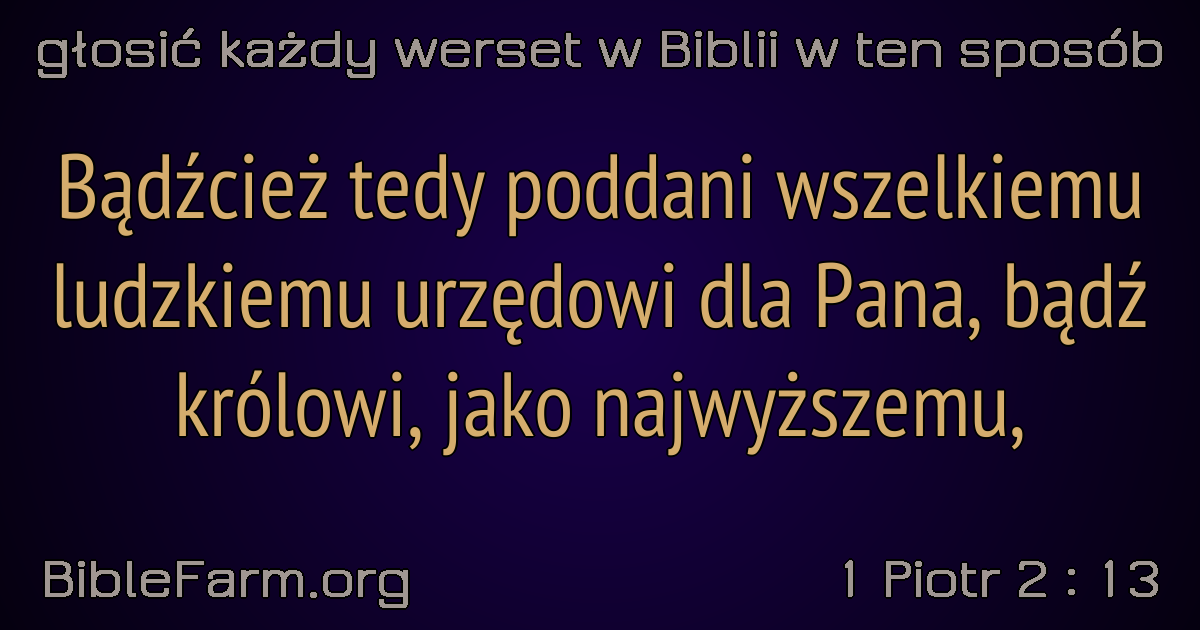 głosić każdy werset w Biblii w ten sposób
Bądźcież tedy poddani wszelkiemu
ludzkiemu urzędowi dla Pana, bądź
królowi, jako najwyższemu,
BibleFarm.org
1 Piotr 2 : 13